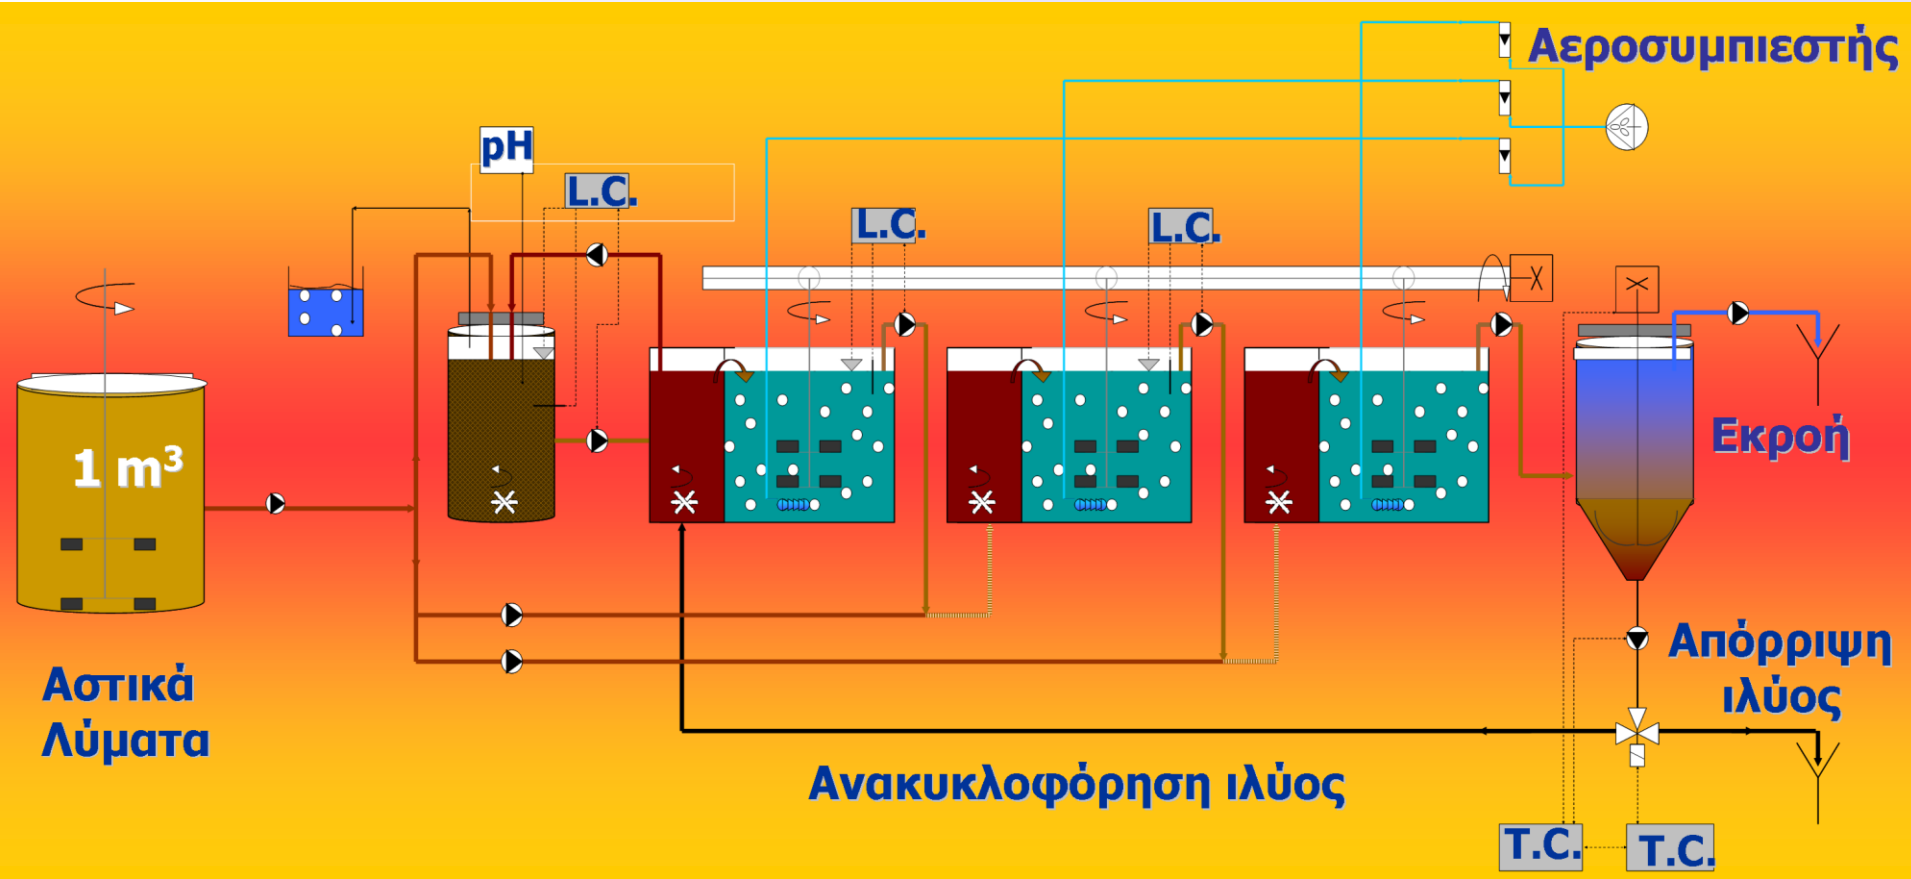 Αεροσυμπιεστής
pH
L.C.
L.C.
L.C.
1 m³
Εκροή
Αστικά
Λύματα
Απόρριψη
ιλύος
Ανακυκλοφόρηση ιλύος
T.C.
T.C.